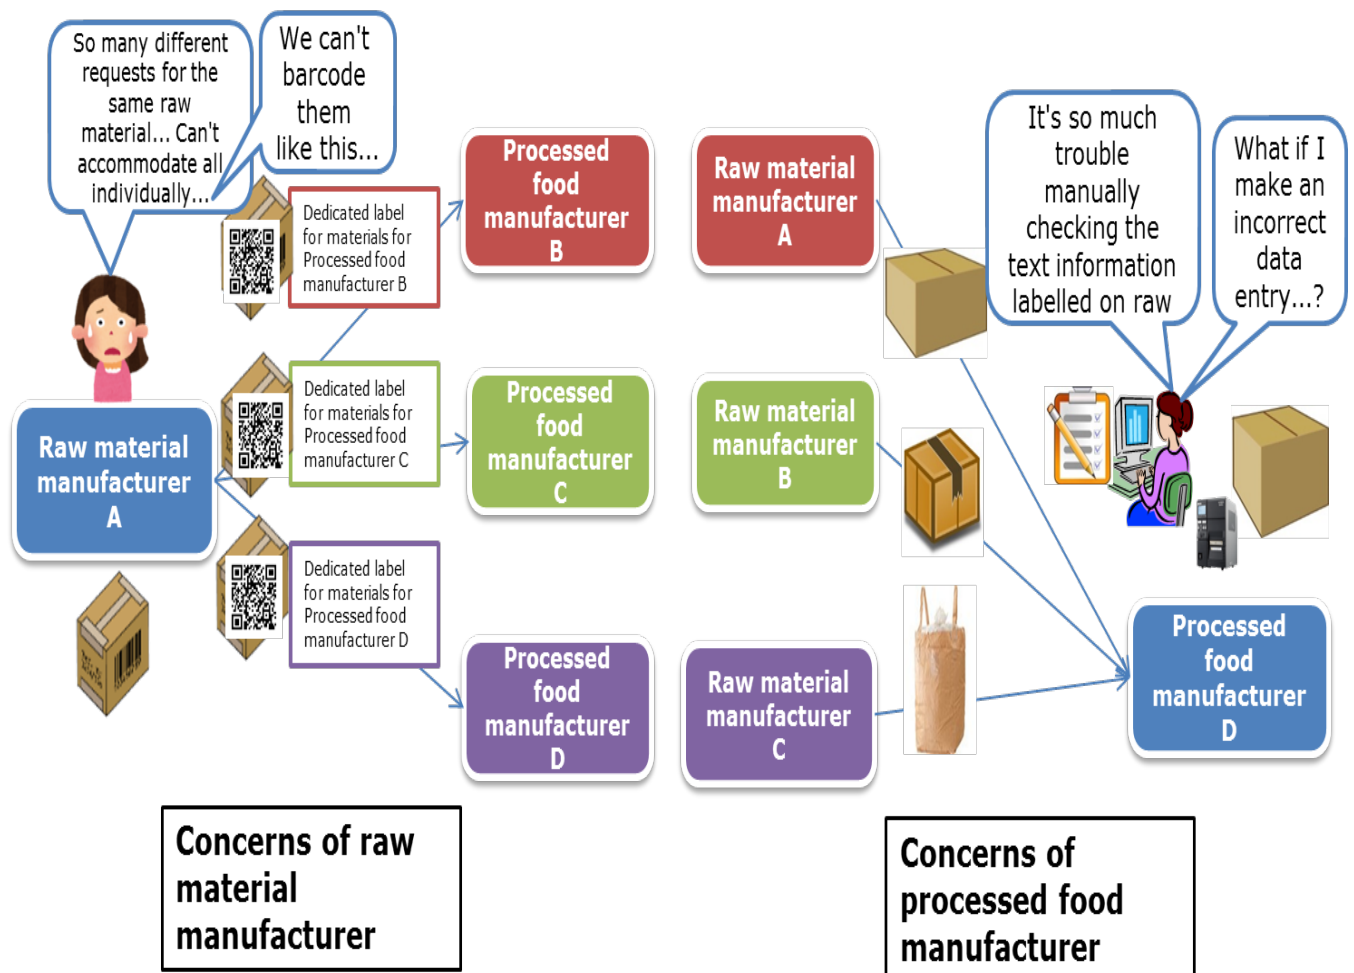 So many different
requests for the
same raw
material... Can't
accommodate all
individually...
We can't
barcode
them
like this...
Dedicated label
for materials for
Processed food
manufacturer B
Dedicated label
for materials for
Processed food
manufacturer C
Dedicated label
for materials for
Processed food
manufacturer D
Raw material
manufacturer
A
Processed
food
manufacturer
B
Processed
food
manufacturer
C
Processed
food
manufacturer
D
Concerns of raw
material
manufacturer
Raw material
manufacturer
A
Raw material
manufacturer
B
Raw material
manufacturer
C
It's so much
trouble
manually
checking the
text information
labelled on raw
What if I
make an
incorrect
data
entry...?
Processed
food
manufacturer
D
Concerns of
processed food
manufacturer